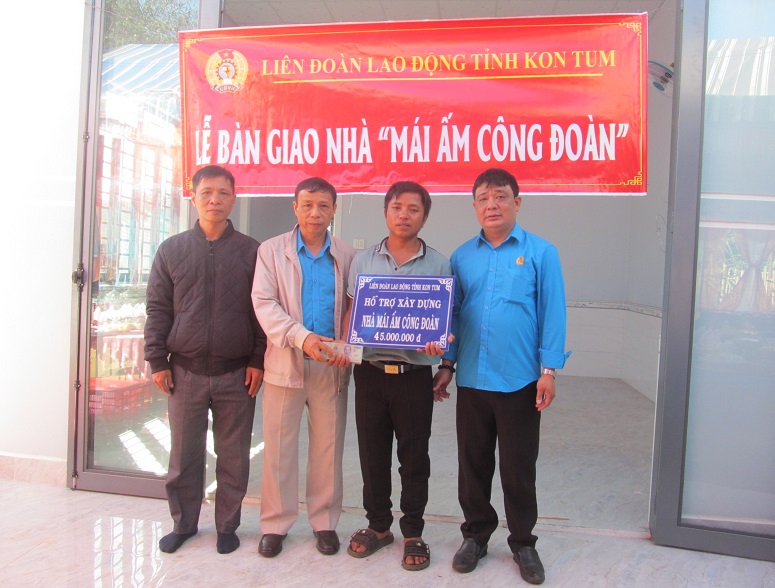 LIÊN ĐOÀN LAO ĐỘNG TỈNH KON TUM
LỄ BÀN GIAO NHÀ “MÁI ẤM CÔNG ĐOÀN”
LIÊN ĐOÀN LAO ĐỘNG TỈNH KON TUM
HỖ TRỢ XÂY DỰNG
NHÀ MÁI ẤM CÔNG ĐOÀN
45.000.000 đ